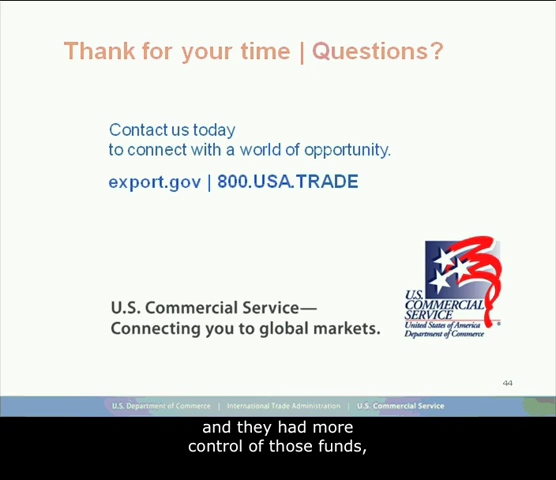 Thank for your time | Questions?
Contact us today
to connect with a world of opportunity.
export.gov | 800.USA.TRADE
U.S. Commercial Service—
Connecting you to global markets.
U.S.
COMMERCIAL
SERVICE
United States of America
Department of Commerce
44
U.S. Department of Commerce | International Trade Administration | U.S. Commercial Service
and they had more
control of those funds,